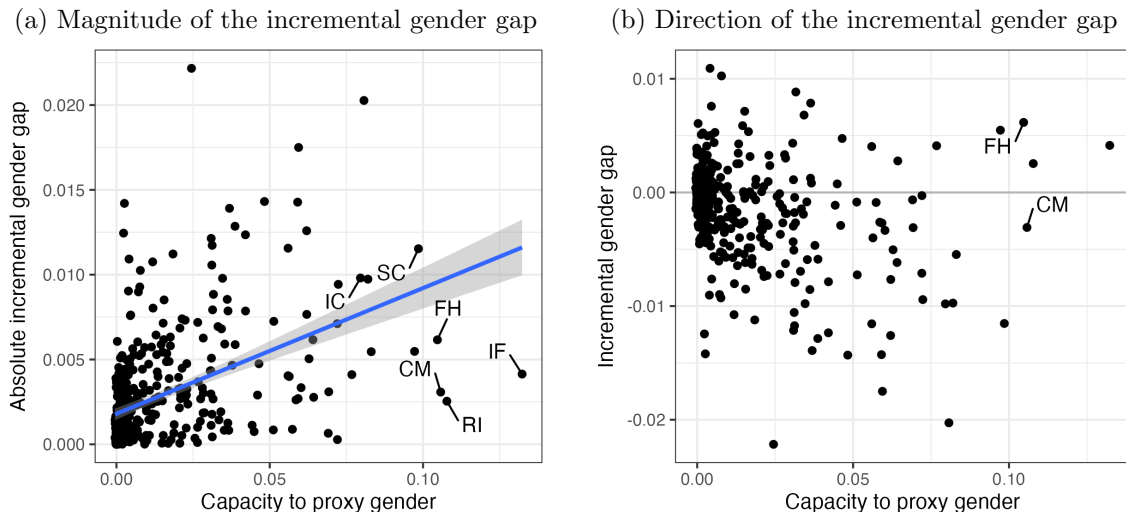 (a) Magnitude of the incremental gender gap
Absolute incremental gender gap
0.020
0.015
0.010
0.005
0.000
SC
IC
FH
IF
CM
RI
0.00
0.05
0.10
Capacity to proxy gender
(b) Direction of the incremental gender gap
Incremental gender gap
0.01
0.00
-0.01
-0.02
FH
CM
0.00
0.05
0.10
Capacity to proxy gender